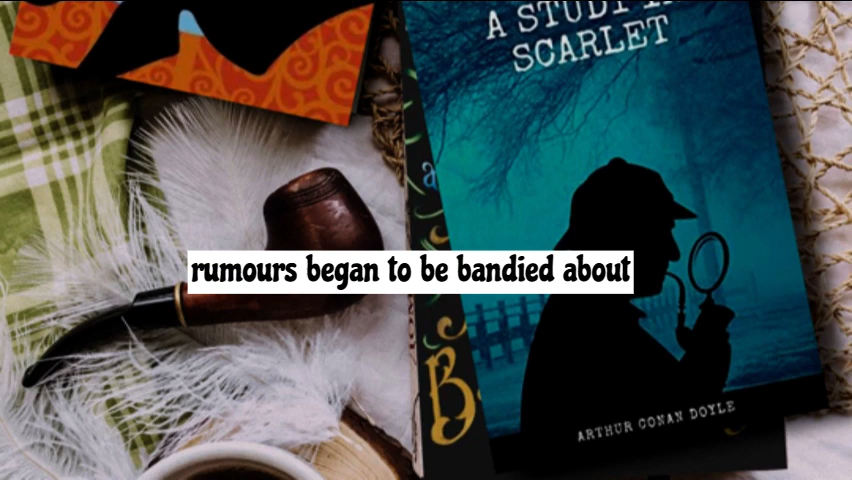 A STUDY IN
SCARLET
a
rumours began to be bandied about
B
ARTHUR CONAN DOYLE